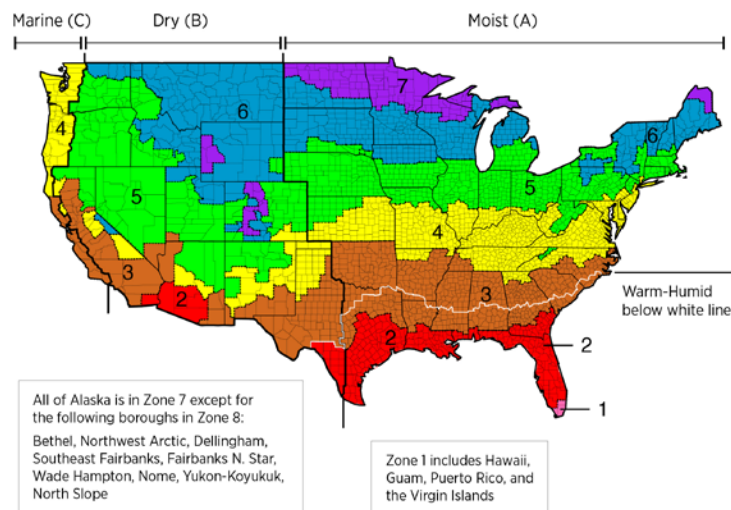 Marine (C)
Dry (B)
Moist (A)
7
6
6
4
5
5
4
3
3
Warm-Humid
below white line
2
2
2
1
All of Alaska is in Zone 7 except for
the following boroughs in Zone 8:
Bethel, Northwest Arctic, Dellingham,
Southeast Fairbanks, Fairbanks N. Star,
Wade Hampton, Nome, Yukon-Koyukuk,
North Slope
Zone 1 includes Hawaii,
Guam, Puerto Rico, and
the Virgin Islands